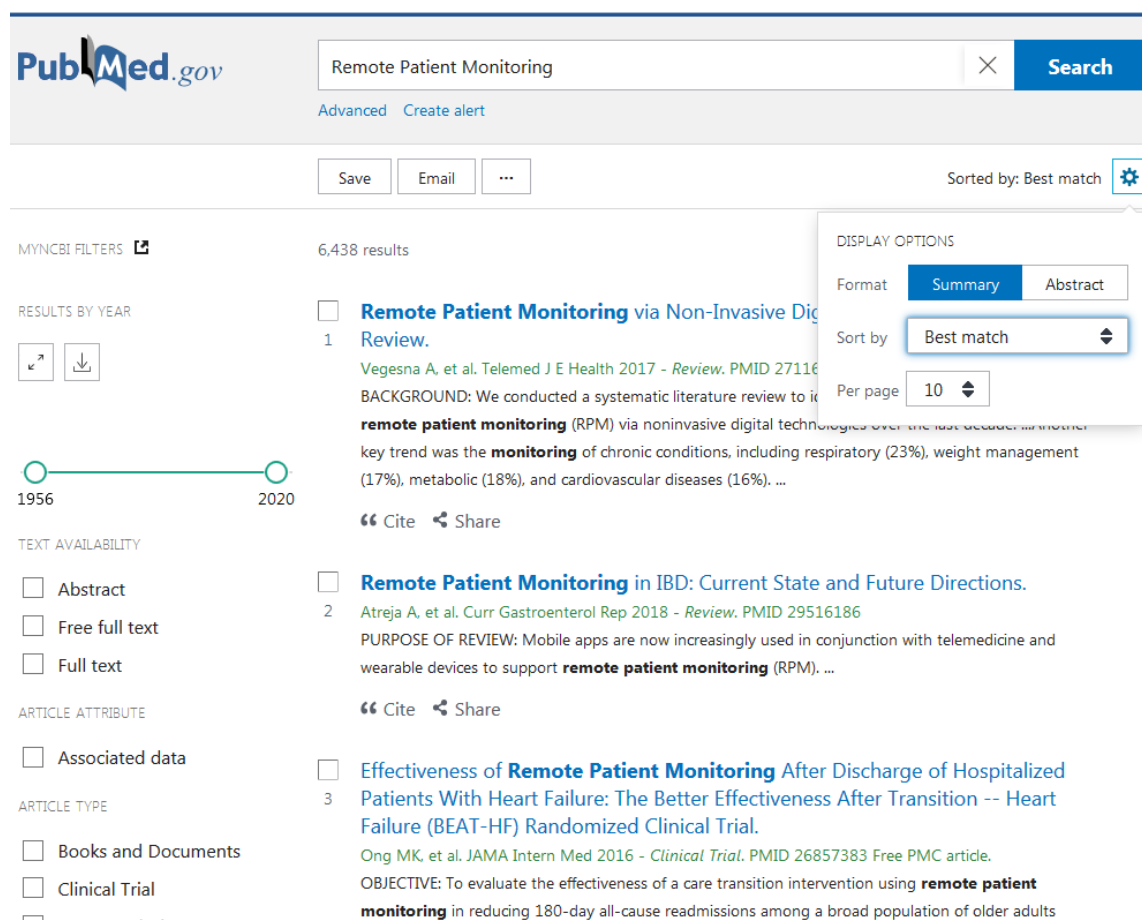 PubMed.gov
Remote Patient Monitoring
Search
Advanced Create alert
Save Email ...
Sorted by: Best match
MYNCBI FILTERS
6,438 results
DISPLAY OPTIONS
Format Summary Abstract
Sort by Best match
Per page 10
RESULTS BY YEAR
1956 2020
TEXT AVAILABILITY
Abstract
Free full text
Full text
ARTICLE ATTRIBUTE
Associated data
ARTICLE TYPE
Books and Documents
Clinical Trial
1
Remote Patient Monitoring via Non-Invasive Dig
Review.
Vegesna A, et al. Telemed J E Health 2017 - Review. PMID 27116
BACKGROUND: We conducted a systematic literature review to
remote patient monitoring (RPM) via noninvasive digital technologies over the last decade. ...Another
key trend was the monitoring of chronic conditions, including respiratory (23%), weight management
(17%), metabolic (18%), and cardiovascular diseases (16%). ...
Cite Share
2
Remote Patient Monitoring in IBD: Current State and Future Directions.
Atreja A, et al. Curr Gastroenterol Rep 2018 - Review. PMID 29516186
PURPOSE OF REVIEW: Mobile apps are now increasingly used in conjunction with telemedicine and
wearable devices to support remote patient monitoring (RPM). ...
Cite Share
3
Effectiveness of Remote Patient Monitoring After Discharge of Hospitalized
Patients With Heart Failure: The Better Effectiveness After Transition -- Heart
Failure (BEAT-HF) Randomized Clinical Trial.
Ong MK, et al. JAMA Intern Med 2016 - Clinical Trial. PMID 26857383 Free PMC article.
OBJECTIVE: To evaluate the effectiveness of a care transition intervention using remote patient
monitoring in reducing 180-day all-cause readmissions among a broad population of older adults